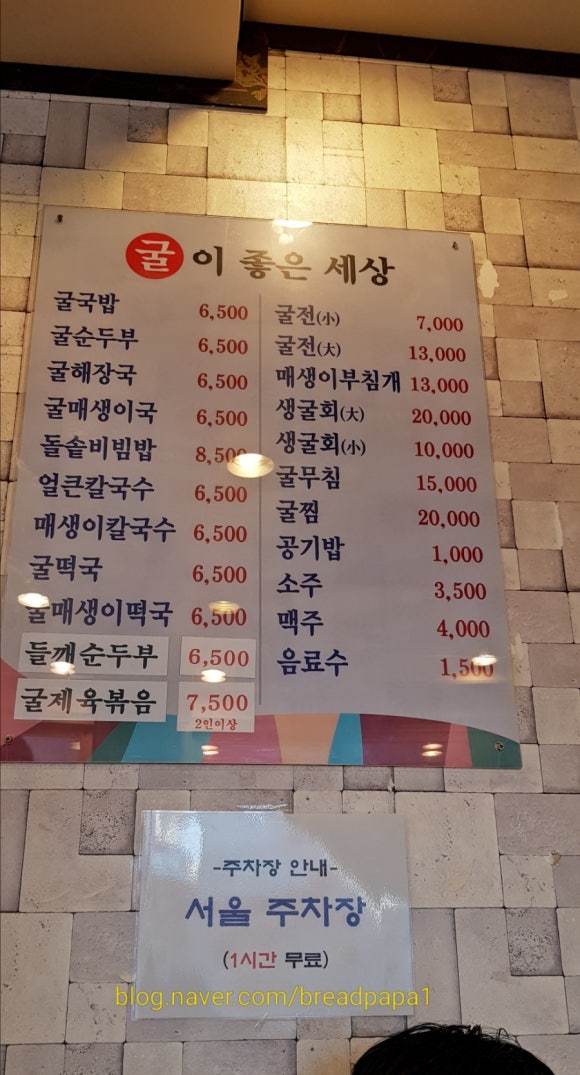 굴이 좋은 세상
굴국밥 6,500
굴순두부 6,500
굴해장국 6,500
굴매생이국 6,500
돌솥비빔밥 8,500
얼큰칼국수 6,500
매생이칼국수 6,500
굴떡국 6,500
굴매생이떡국 6,500
들깨순두부 6,500
굴제육볶음 7,500
2인이상
굴전(小) 7,000
굴전(大) 13,000
매생이부침개 13,000
생굴회(大) 20,000
생굴회(小) 10,000
굴무침 15,000
굴찜 20,000
공기밥 1,000
소주 3,500
맥주 4,000
음료수 1,500
-주차장 안내-
서울 주차장
(1시간 무료)
blog.naver.com/breadpapa1